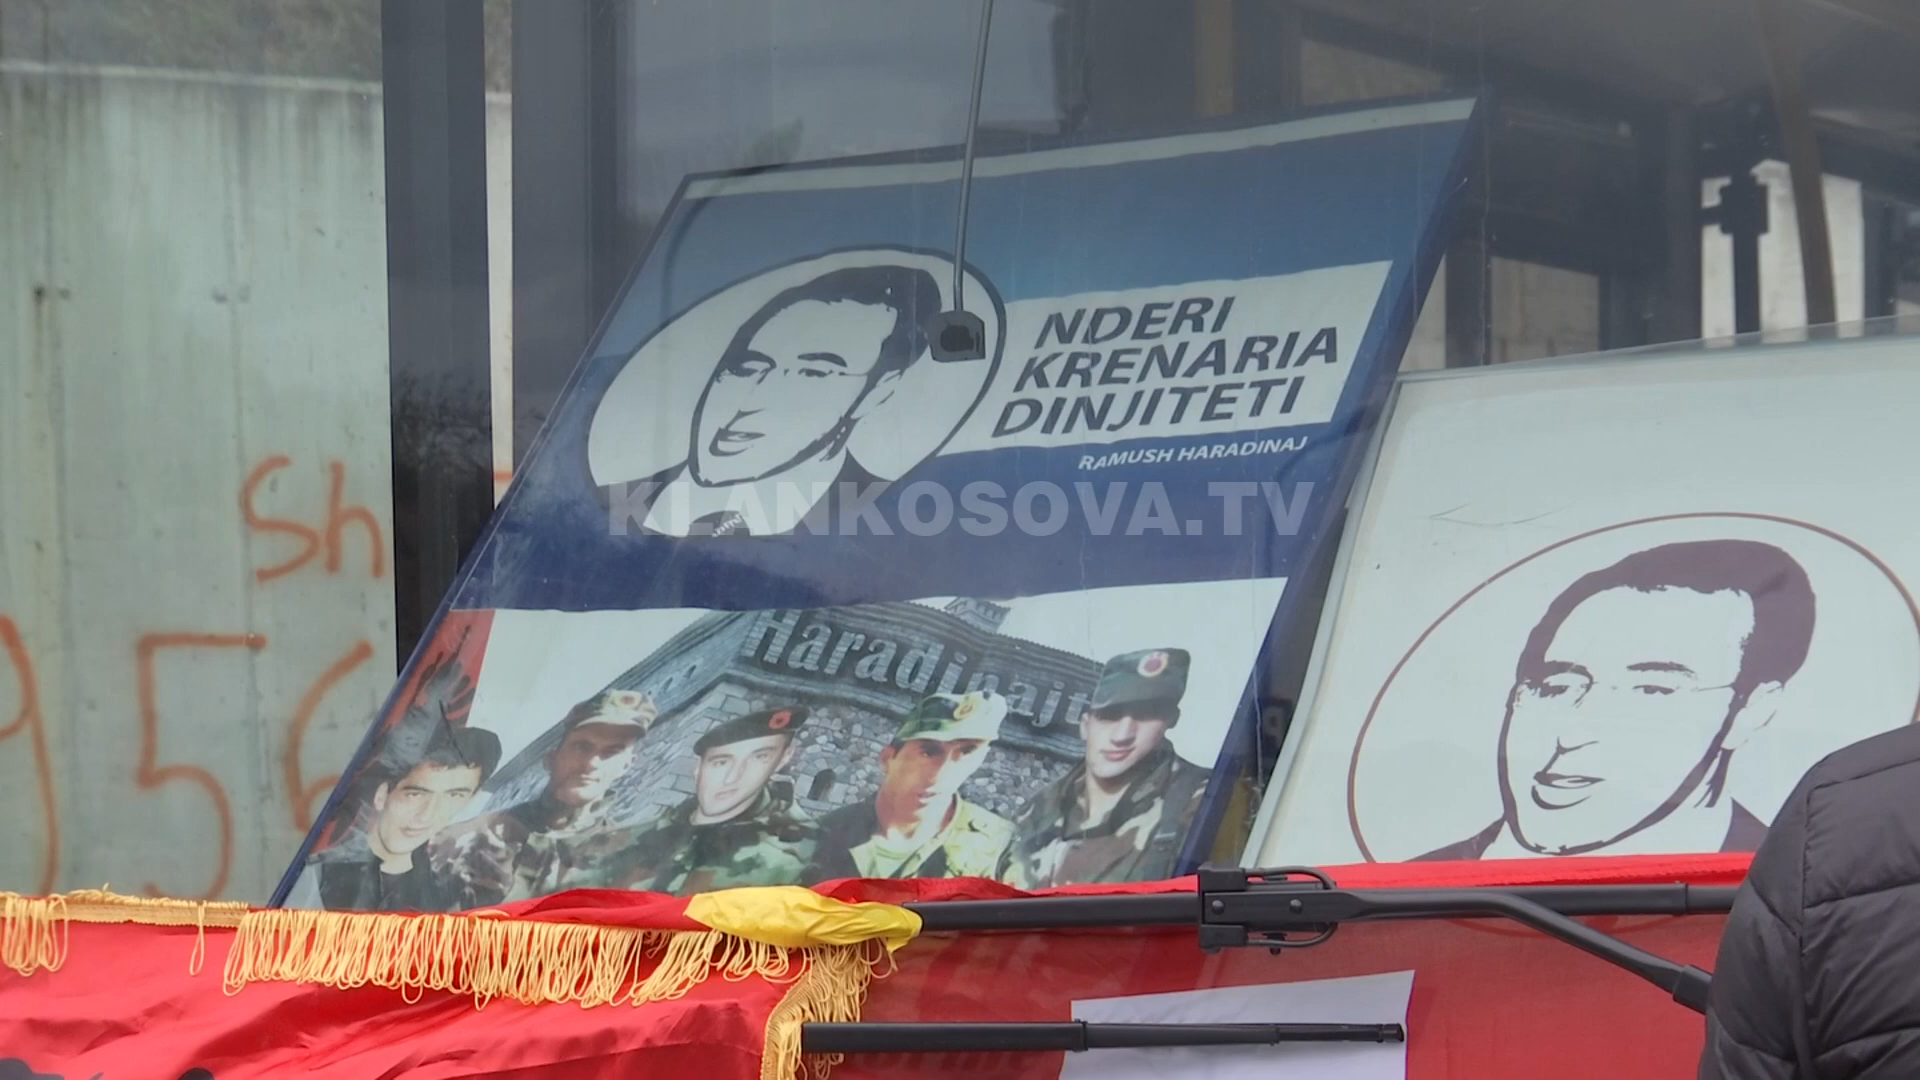 NDERI
KRENARIA
DINJITETI
RAMUSH HARADINAJ
KLANKOSOVA.TV
Sh
956
Haradinajt